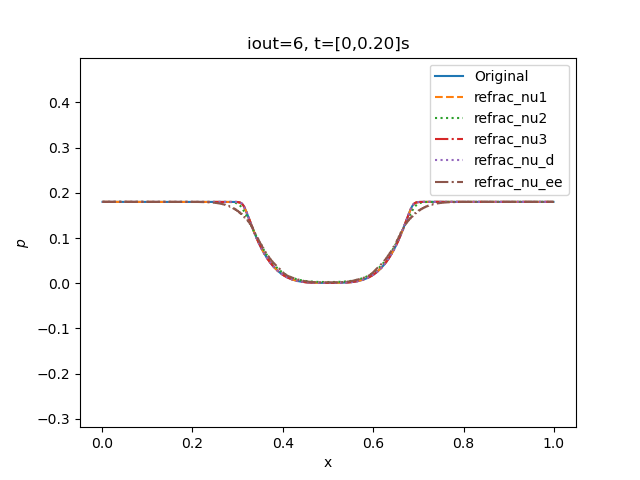 iout=6, t=[0,0.20]s
Original
refrac_nu1
refrac_nu2
refrac_nu3
refrac_nu_d
refrac_nu_ee
0.4
0.3
0.2
0.1
0.0
−0.1
−0.2
−0.3
p
0.0
0.2
0.4
0.6
0.8
1.0
x